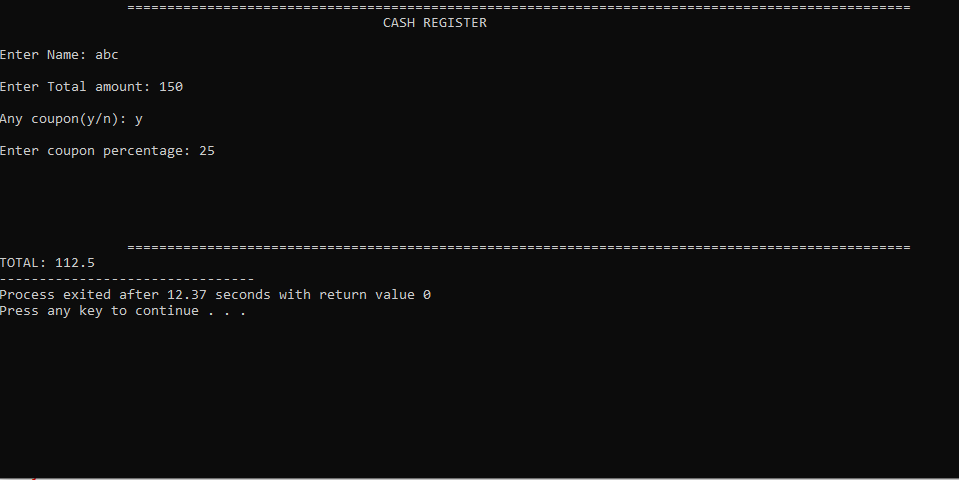 ==================================================================================================
CASH REGISTER
Enter Name: abc
Enter Total amount: 150
Any coupon(y/n): y
Enter coupon percentage: 25
==================================================================================================
TOTAL: 112.5
--------------------------------
Process exited after 12.37 seconds with return value 0
Press any key to continue . . .